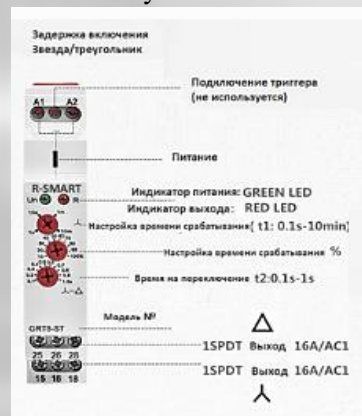 Задержка включения
Звезда/треугольник
Подключение триггера
(не используется)
A1 A2
Питание
R-SMART
Un R
Индикатор питания: GREEN LED
Индикатор выхода: RED LED
Настройка времени срабатывания( t1: 0.1s-10min)
Настройка времени срабатывания %
Время на переключение t2:0.1s-1s
Модель №
GRT8-ST
25 26 28
1SPDT Выход 16A/AC1
15 16 18
1SPDT Выход 16A/AC1